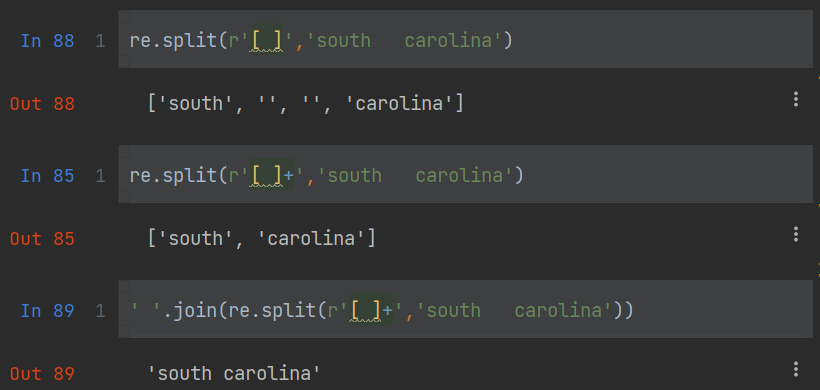 In 88 1 re.split(r'[ ]','south   carolina')
Out 88 ['south', '', '', 'carolina']
In 85 1 re.split(r'[ ]+','south   carolina')
Out 85 ['south', 'carolina']
In 89 1 ' '.join(re.split(r'[ ]+','south   carolina'))
Out 89 'south carolina'